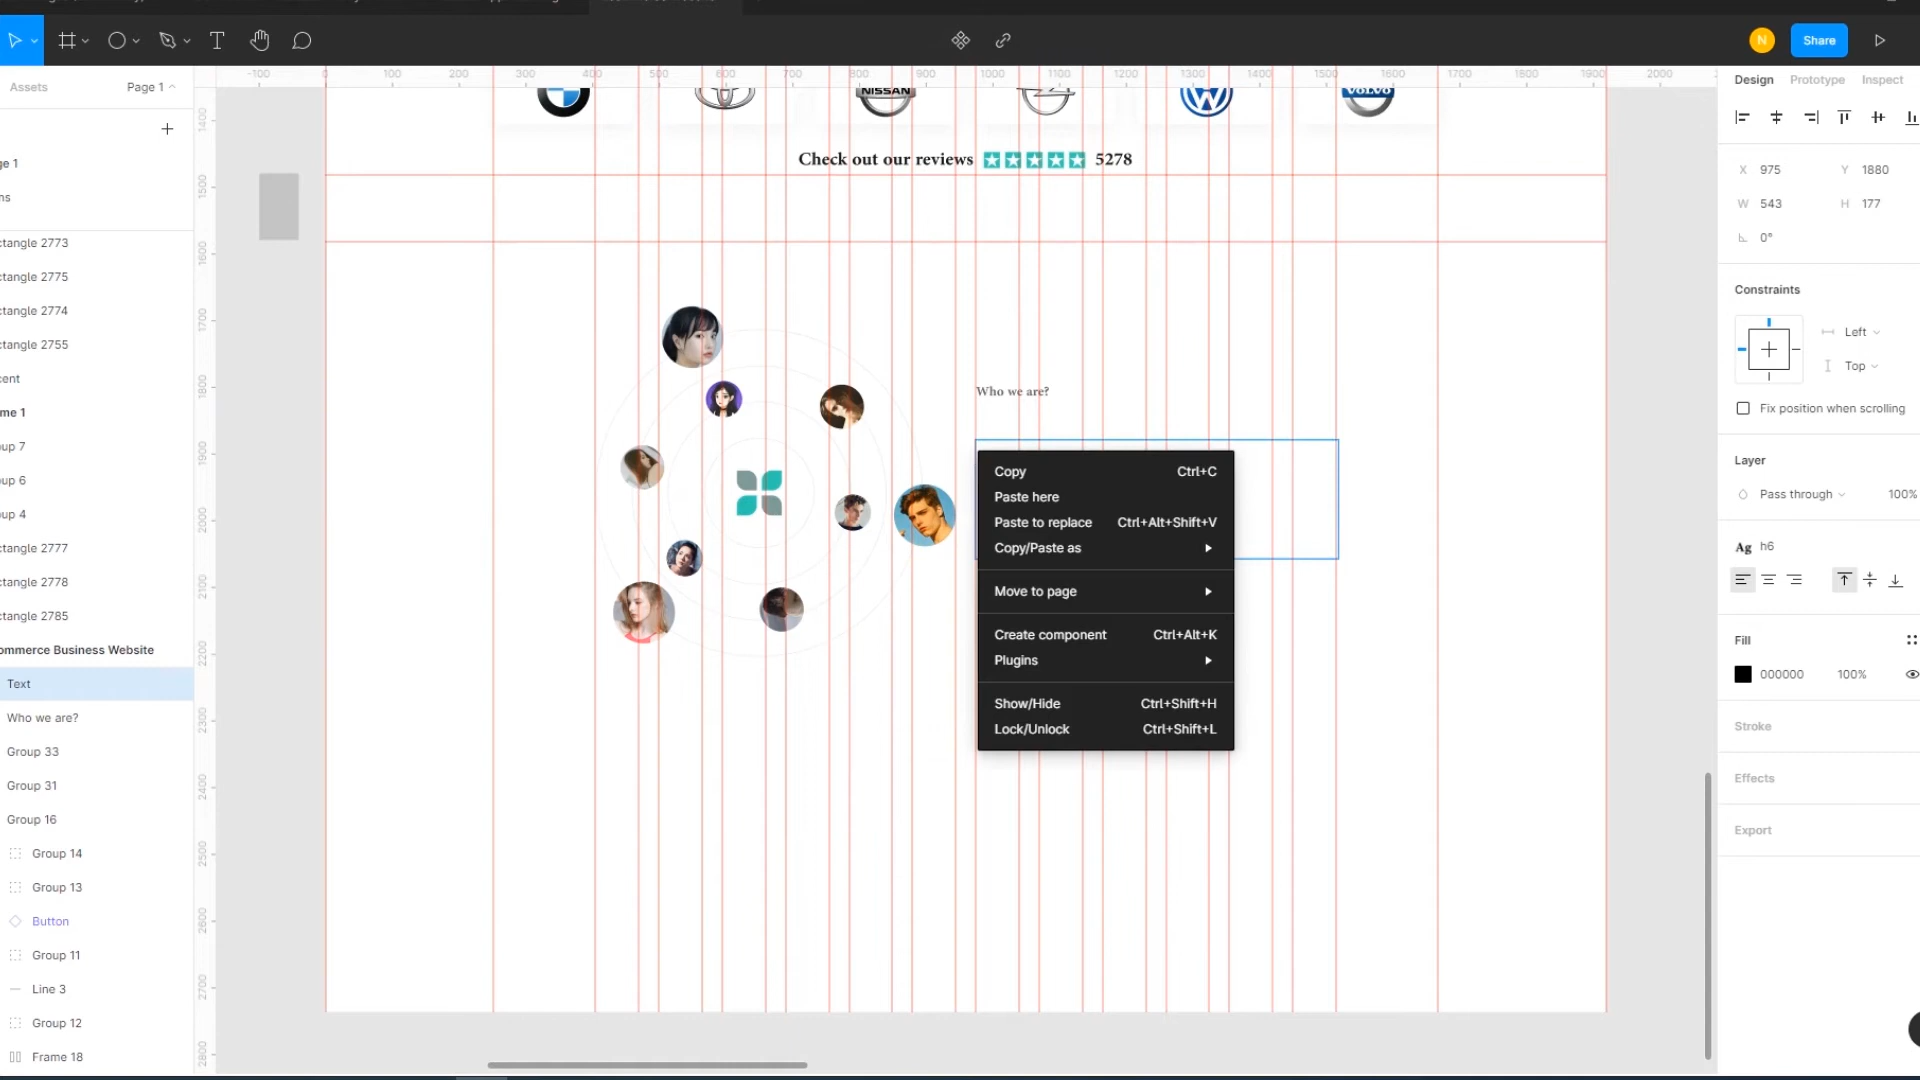 Share
Assets
Page 1
Design Prototype Inspect
-100 0 100 200 300 400 500 600 700 800 900 1000 1100 1200 1300 1400 1500 1600 1700 1800 1900 2000
1400
1500
1600
1700
1800
1900
2000
2100
2200
2300
2400
2500
2600
2700
2800
ge 1
ns
ctangle 2773
ctangle 2775
ctangle 2774
ctangle 2755
cent
me 1
oup 7
oup 6
oup 4
ctangle 2777
ctangle 2778
ctangle 2785
ommerce Business Website
Text
Who we are?
Group 33
Group 31
Group 16
Group 14
Group 13
Button
Group 11
Line 3
Group 12
Frame 18
NISSAN
VOLVO
Check out our reviews 5278
Who we are?
Copy Ctrl+C
Paste here
Paste to replace Ctrl+Alt+Shift+V
Copy/Paste as
Move to page
Create component Ctrl+Alt+K
Plugins
Show/Hide Ctrl+Shift+H
Lock/Unlock Ctrl+Shift+L
N
X 975 Y 1880
W 543 H 177
0°
Constraints
Left
Top
Fix position when scrolling
Layer
Pass through 100%
Ag h6
Fill
000000 100%
Stroke
Effects
Export